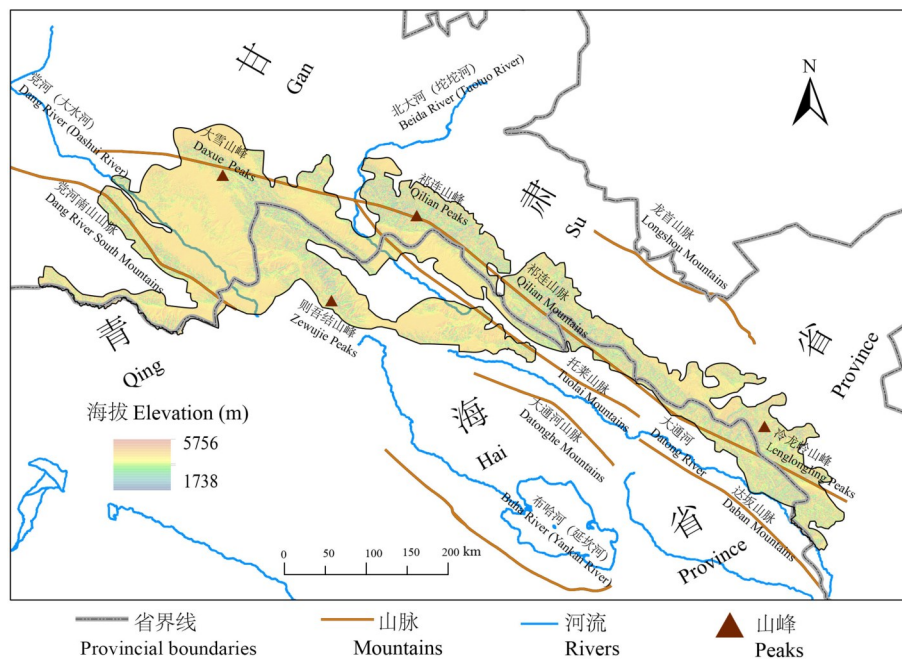 甘
Gan
肃
Su
省
Province
N
党河（大水河）
Dang River (Dashui River)
大雪山峰
Daxue Peaks
北大河（坨坨河）
Beida River (Tuotuo River)
祁连山峰
Qilian Peaks
龙首山脉
Longshou Mountains
党河南山山脉
Dang River South Mountains
祁连山脉
Qilian Mountains
则吾结山峰
Zewujie Peaks
青
Qing
海
Hai
省
Province
托莱山脉
Tuolai Mountains
大通河山脉
Datonghe Mountains
大通河
Datong River
冷龙岭山峰
Lenglongling Peaks
达坂山脉
Daban Mountains
布哈河（延坎河）
Buha River (Yankan River)
海拔 Elevation (m)
5756
1738
0 50 100 150 200 km
省界线
Provincial boundaries
山脉
Mountains
河流
Rivers
山峰
Peaks